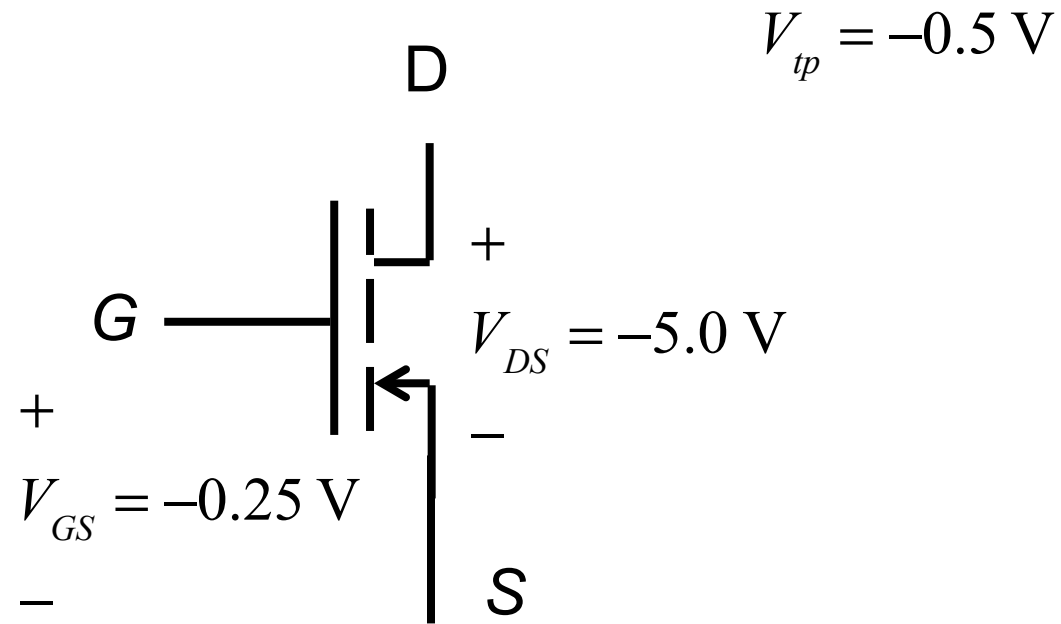 V_tp = –0.5 V
D
+
G
V_DS = –5.0 V
+
–
V_GS = –0.25 V
–
S